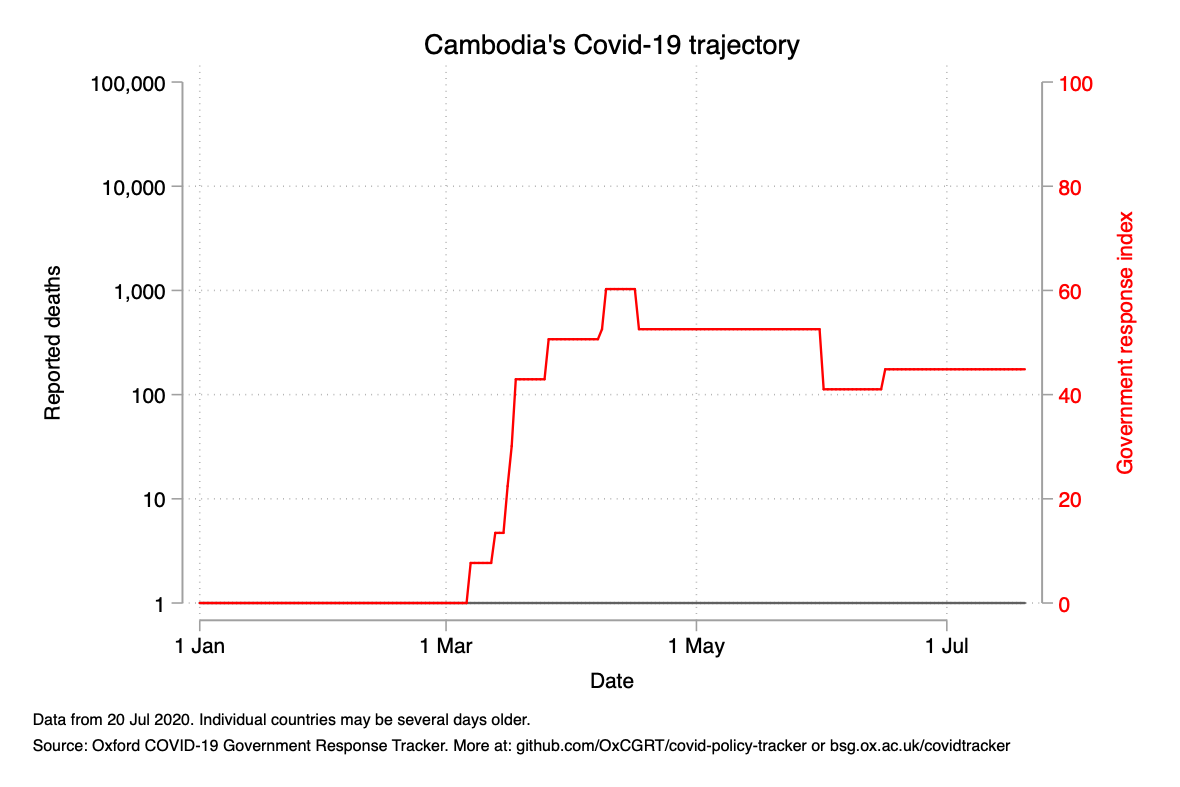 Cambodia's Covid-19 trajectory
100,000
10,000
1,000
100
10
1
Reported deaths
100
80
60
40
20
0
Government response index
1 Jan
1 Mar
1 May
1 Jul
Date
Data from 20 Jul 2020. Individual countries may be several days older.
Source: Oxford COVID-19 Government Response Tracker. More at: github.com/OxCGRT/covid-policy-tracker or bsg.ox.ac.uk/covidtracker